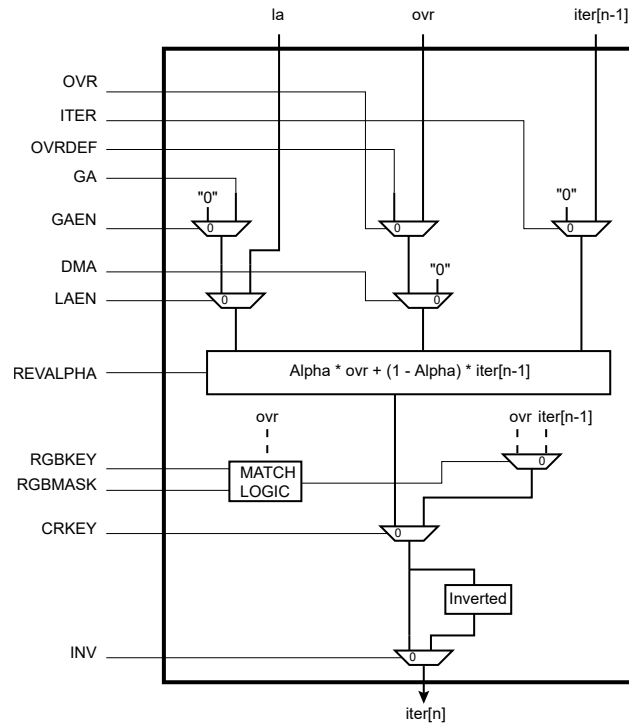 la ovr iter[n-1]
OVR
ITER
OVRDEF
GA
"0" "0"
GAEN 0 0 0
DMA "0"
LAEN 0 0
REVALPHA Alpha * ovr + (1 - Alpha) * iter[n-1]
ovr ovr iter[n-1]
RGBKEY MATCH 0
RGBMASK LOGIC
CRKEY 0
Inverted
INV 0
iter[n]